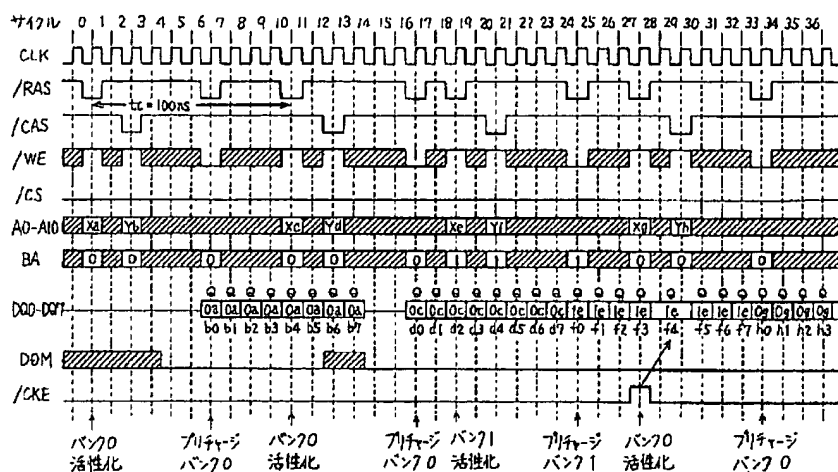 サイクル 0 1 2 3 4 5 6 7 8 9 10 11 12 13 14 15 16 17 18 19 20 21 22 23 24 25 26 27 28 29 30 31 32 33 34 35 36
CLK
/RAS
tc = 100ns
/CAS
/WE
/CS
A0-A10 Xa Yb Xc Yd Xe Yf Xg Yh
BA 0 0 0 0 0 0 1 1 1 0 0 0
Q Q Q Q Q Q Q Q Q Q Q Q Q Q Q Q Q Q Q Q Q Q Q Q Q Q Q Q
DQ0-DQ7 0a 0a 0a 0a 0a 0a 0a 0a 0c 0c 0c 0c 0c 0c 0c 0c 1e 1e 1e 1e 1e 1e 1e 1e 0g 0g 0g 0g
b0 b1 b2 b3 b4 b5 b6 b7 d0 d1 d2 d3 d4 d5 d6 d7 f0 f1 f2 f3 f4 f5 f6 f7 h0 h1 h2 h3
DQM
/CKE
バンク0 プリチャージ バンク0 プリチャージ バンク1 プリチャージ バンク0 プリチャージ
活性化 バンク0 活性化 バンク0 活性化 バンク1 活性化 バンク0